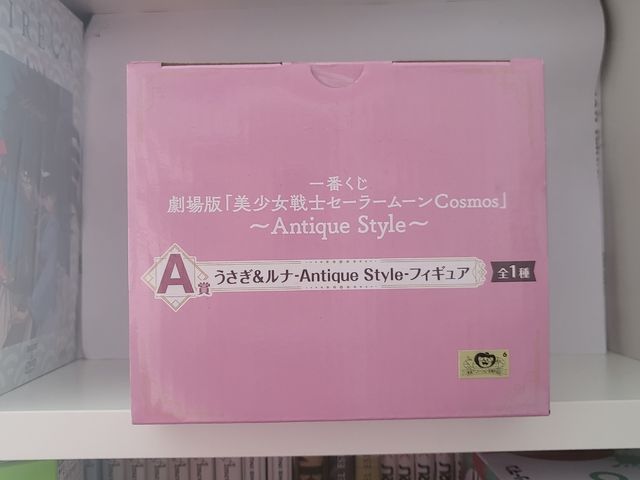 一番くじ
劇場版「美少女戦士セーラームーンCosmos」
～Antique Style～
A賞 うさぎ&ルナ-Antique Style-フィギュア 全1種
6